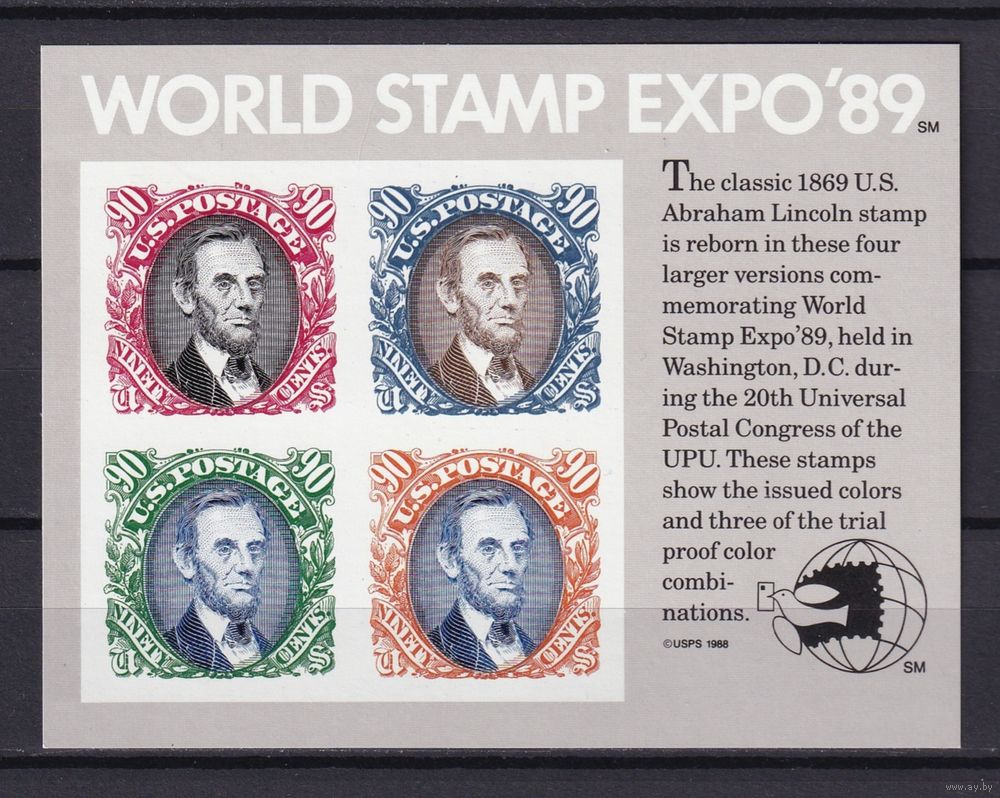 WORLD STAMP EXPO'89 SM
90 U.S. POSTAGE 90
NINETY CENTS.
U S
90 U.S. POSTAGE 90
NINETY CENTS.
U S
90 U.S. POSTAGE 90
NINETY CENTS.
U S
90 U.S. POSTAGE 90
NINETY CENTS.
U S
The classic 1869 U.S.
Abraham Lincoln stamp
is reborn in these four
larger versions com-
memorating World
Stamp Expo'89, held in
Washington, D.C. dur-
ing the 20th Universal
Postal Congress of the
UPU. These stamps
show the issued colors
and three of the trial
proof color
combi-
nations.
©USPS 1988
SM
www.ay.by